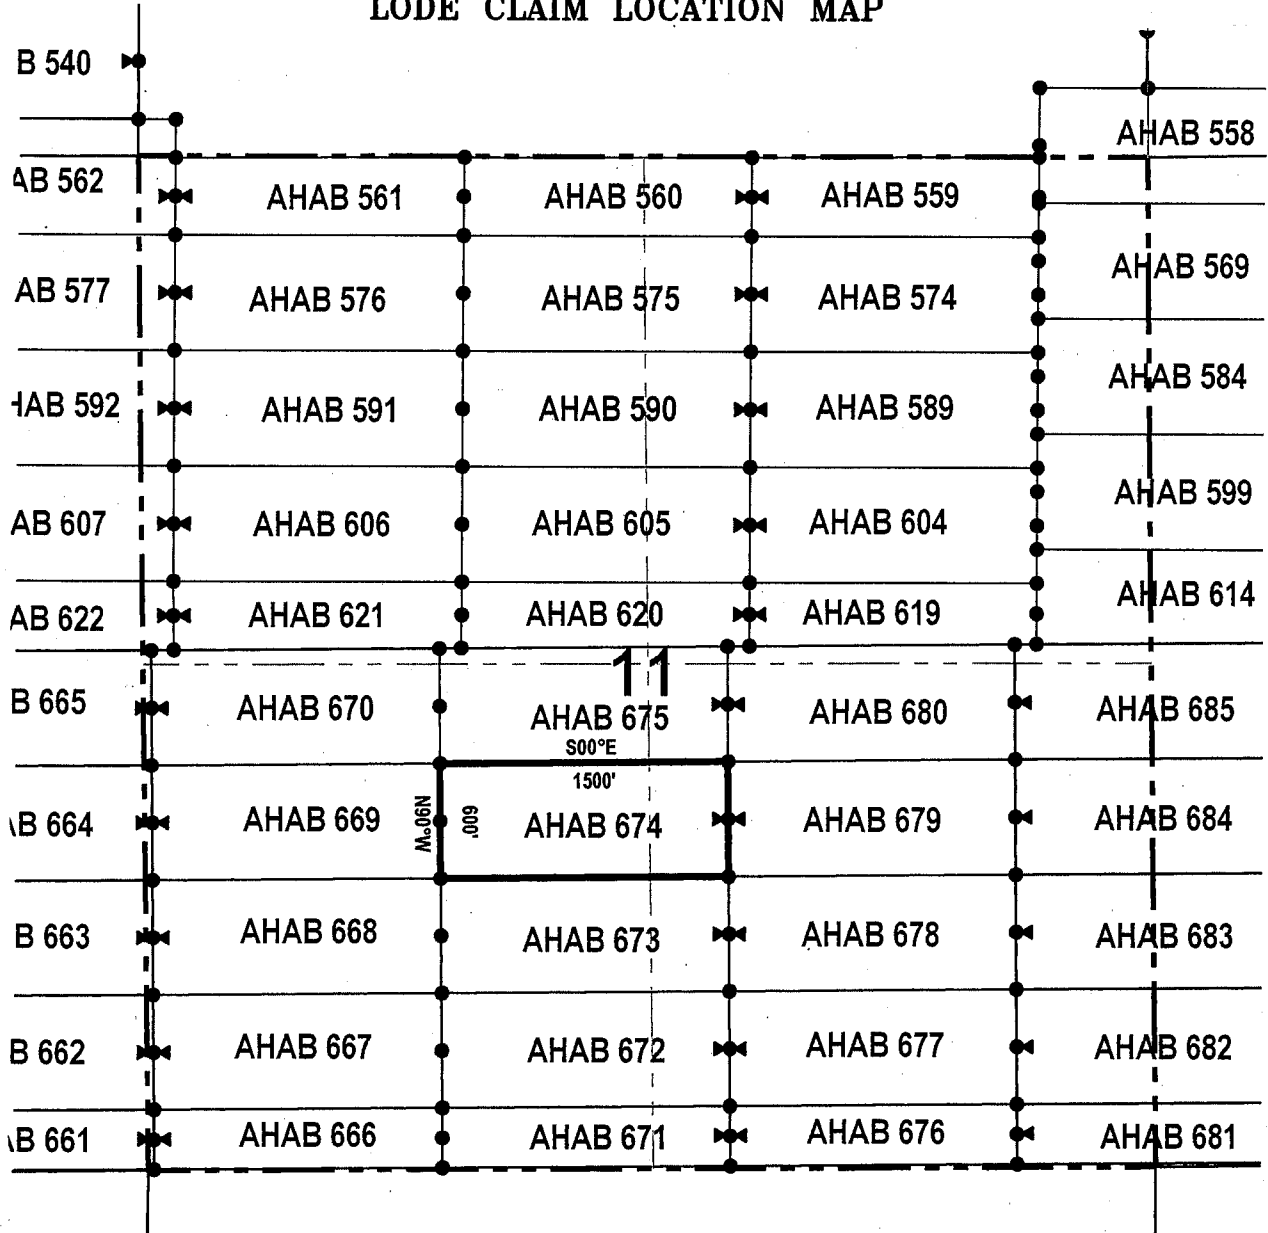 LODE CLAIM LOCATION MAP
B 540
AHAB 558
AB 562
AHAB 561
AHAB 560
AHAB 559
AHAB 569
AB 577
AHAB 576
AHAB 575
AHAB 574
AHAB 584
HAB 592
AHAB 591
AHAB 590
AHAB 589
AHAB 599
AB 607
AHAB 606
AHAB 605
AHAB 604
AHAB 614
AB 622
AHAB 621
AHAB 620
AHAB 619
11
B 665
AHAB 670
AHAB 675
AHAB 680
AHAB 685
S00°E
1500'
N90°W
600'
AB 664
AHAB 669
AHAB 674
AHAB 679
AHAB 684
B 663
AHAB 668
AHAB 673
AHAB 678
AHAB 683
B 662
AHAB 667
AHAB 672
AHAB 677
AHAB 682
AB 661
AHAB 666
AHAB 671
AHAB 676
AHAB 681